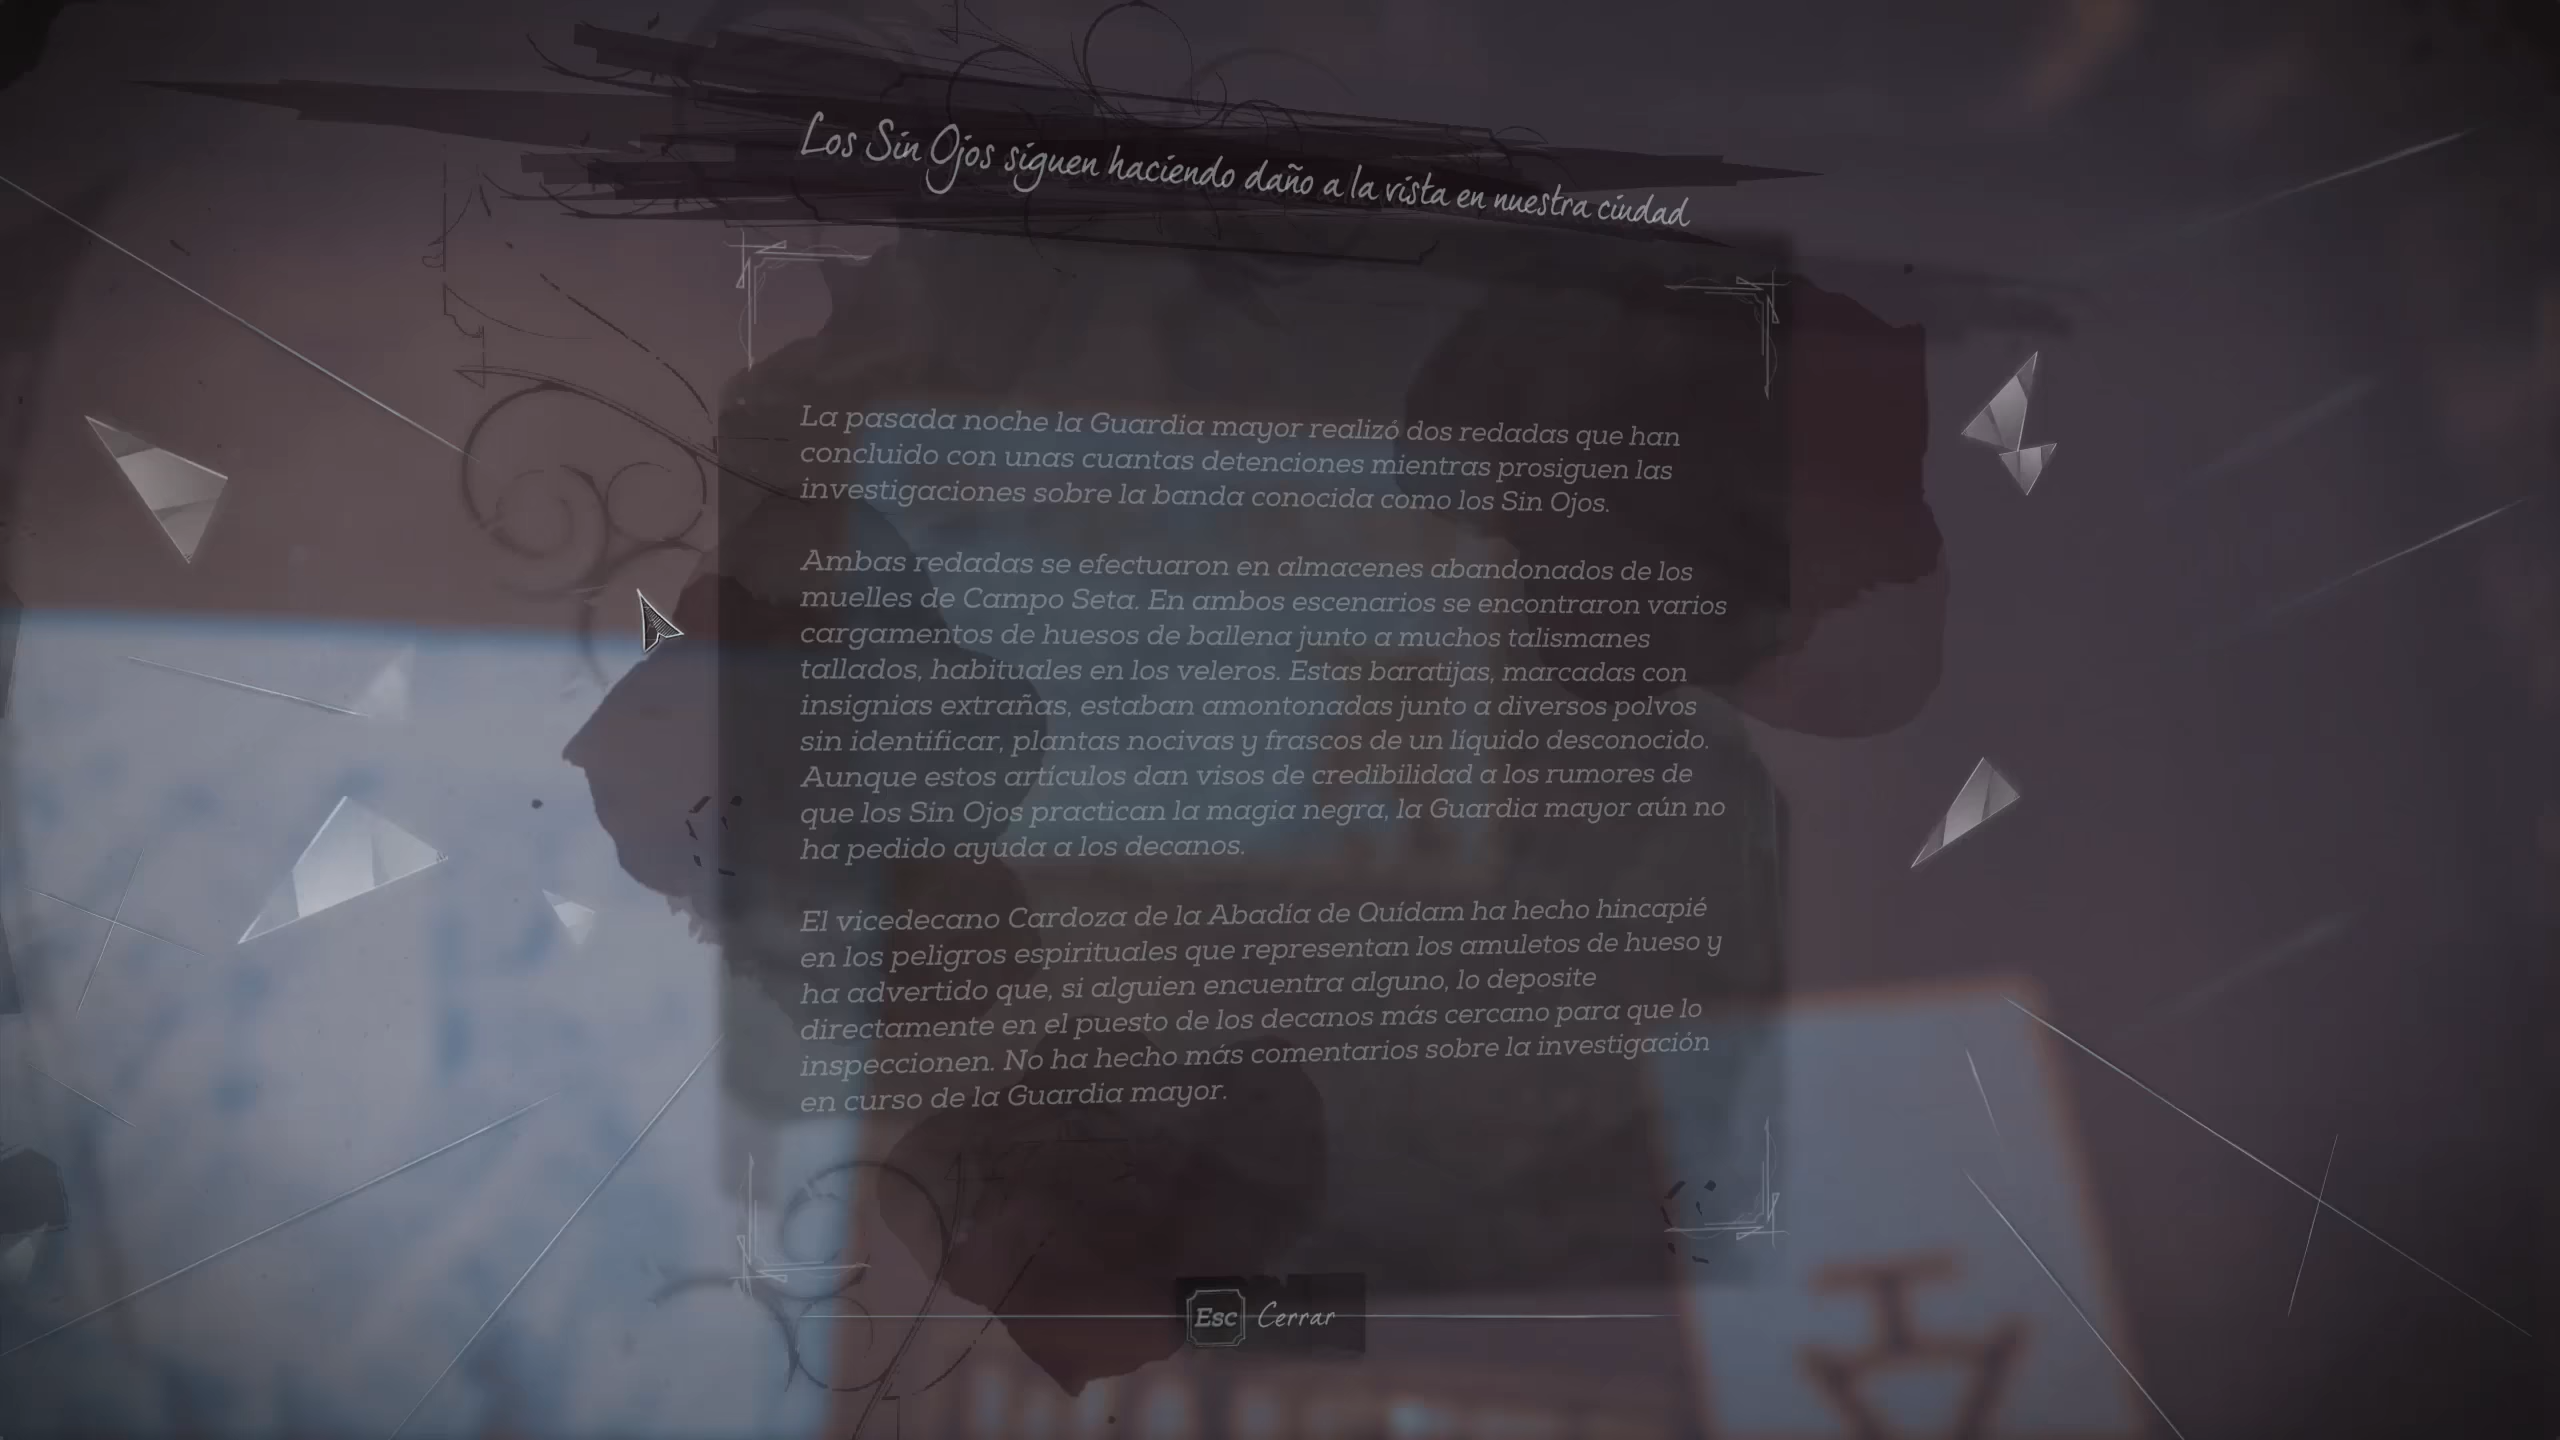 Los Sin Ojos siguen haciendo daño a la vista en nuestra ciudad
La pasada noche la Guardia mayor realizó dos redadas que han
concluido con unas cuantas detenciones mientras prosiguen las
investigaciones sobre la banda conocida como los Sin Ojos.
Ambas redadas se efectuaron en almacenes abandonados de los
muelles de Campo Seta. En ambos escenarios se encontraron varios
cargamentos de huesos de ballena junto a muchos talismanes
tallados, habituales en los veleros. Estas baratijas, marcadas con
insignias extrañas, estaban amontonadas junto a diversos polvos
sin identificar, plantas nocivas y frascos de un líquido desconocido.
Aunque estos artículos dan visos de credibilidad a los rumores de
que los Sin Ojos practican la magia negra, la Guardia mayor aún no
ha pedido ayuda a los decanos.
El vicedecano Cardoza de la Abadía de Quídam ha hecho hincapié
en los peligros espirituales que representan los amuletos de hueso y
ha advertido que, si alguien encuentra alguno, lo deposite
directamente en el puesto de los decanos más cercano para que lo
inspeccionen. No ha hecho más comentarios sobre la investigación
en curso de la Guardia mayor.
Esc Cerrar